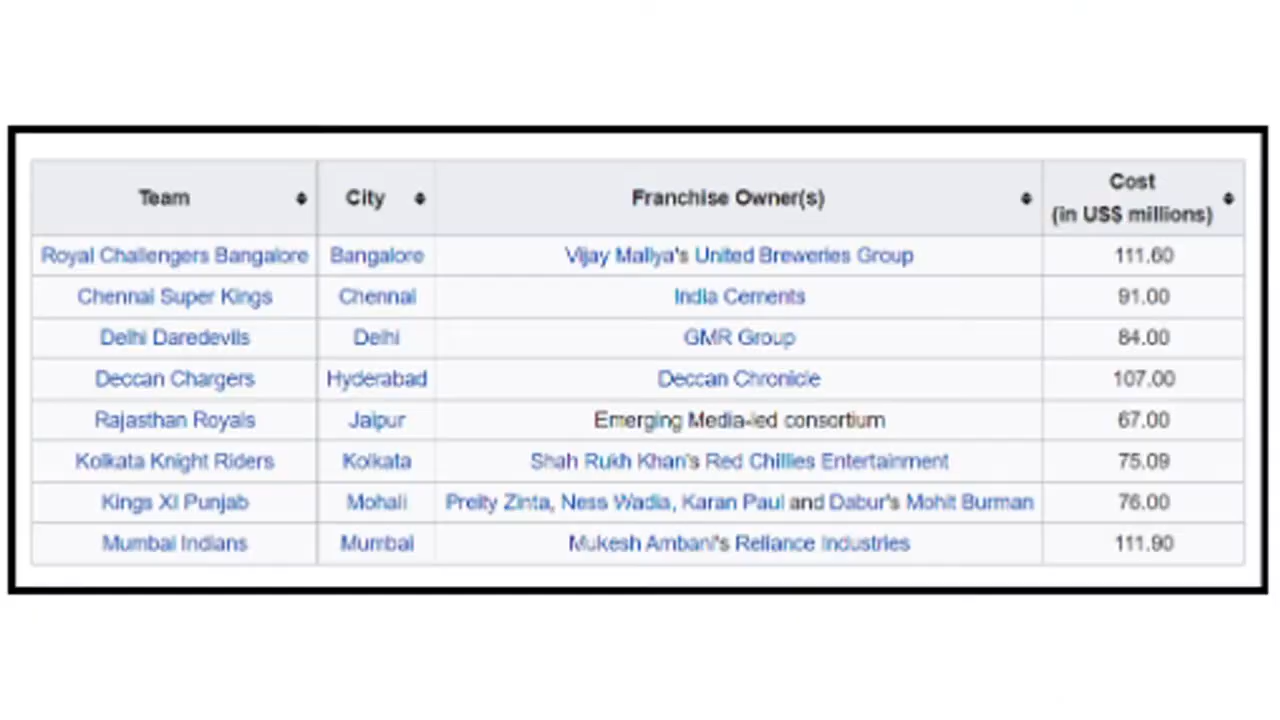 Team City Franchise Owner(s) Cost (in US$ millions)
Royal Challengers Bangalore Bangalore Vijay Mallya's United Breweries Group 111.60
Chennai Super Kings Chennai India Cements 91.00
Delhi Daredevils Delhi GMR Group 84.00
Deccan Chargers Hyderabad Deccan Chronicle 107.00
Rajasthan Royals Jaipur Emerging Media-led consortium 67.00
Kolkata Knight Riders Kolkata Shah Rukh Khan's Red Chillies Entertainment 75.09
Kings XI Punjab Mohali Preity Zinta, Ness Wadia, Karan Paul and Dabur's Mohit Burman 76.00
Mumbai Indians Mumbai Mukesh Ambani's Reliance Industries 111.90